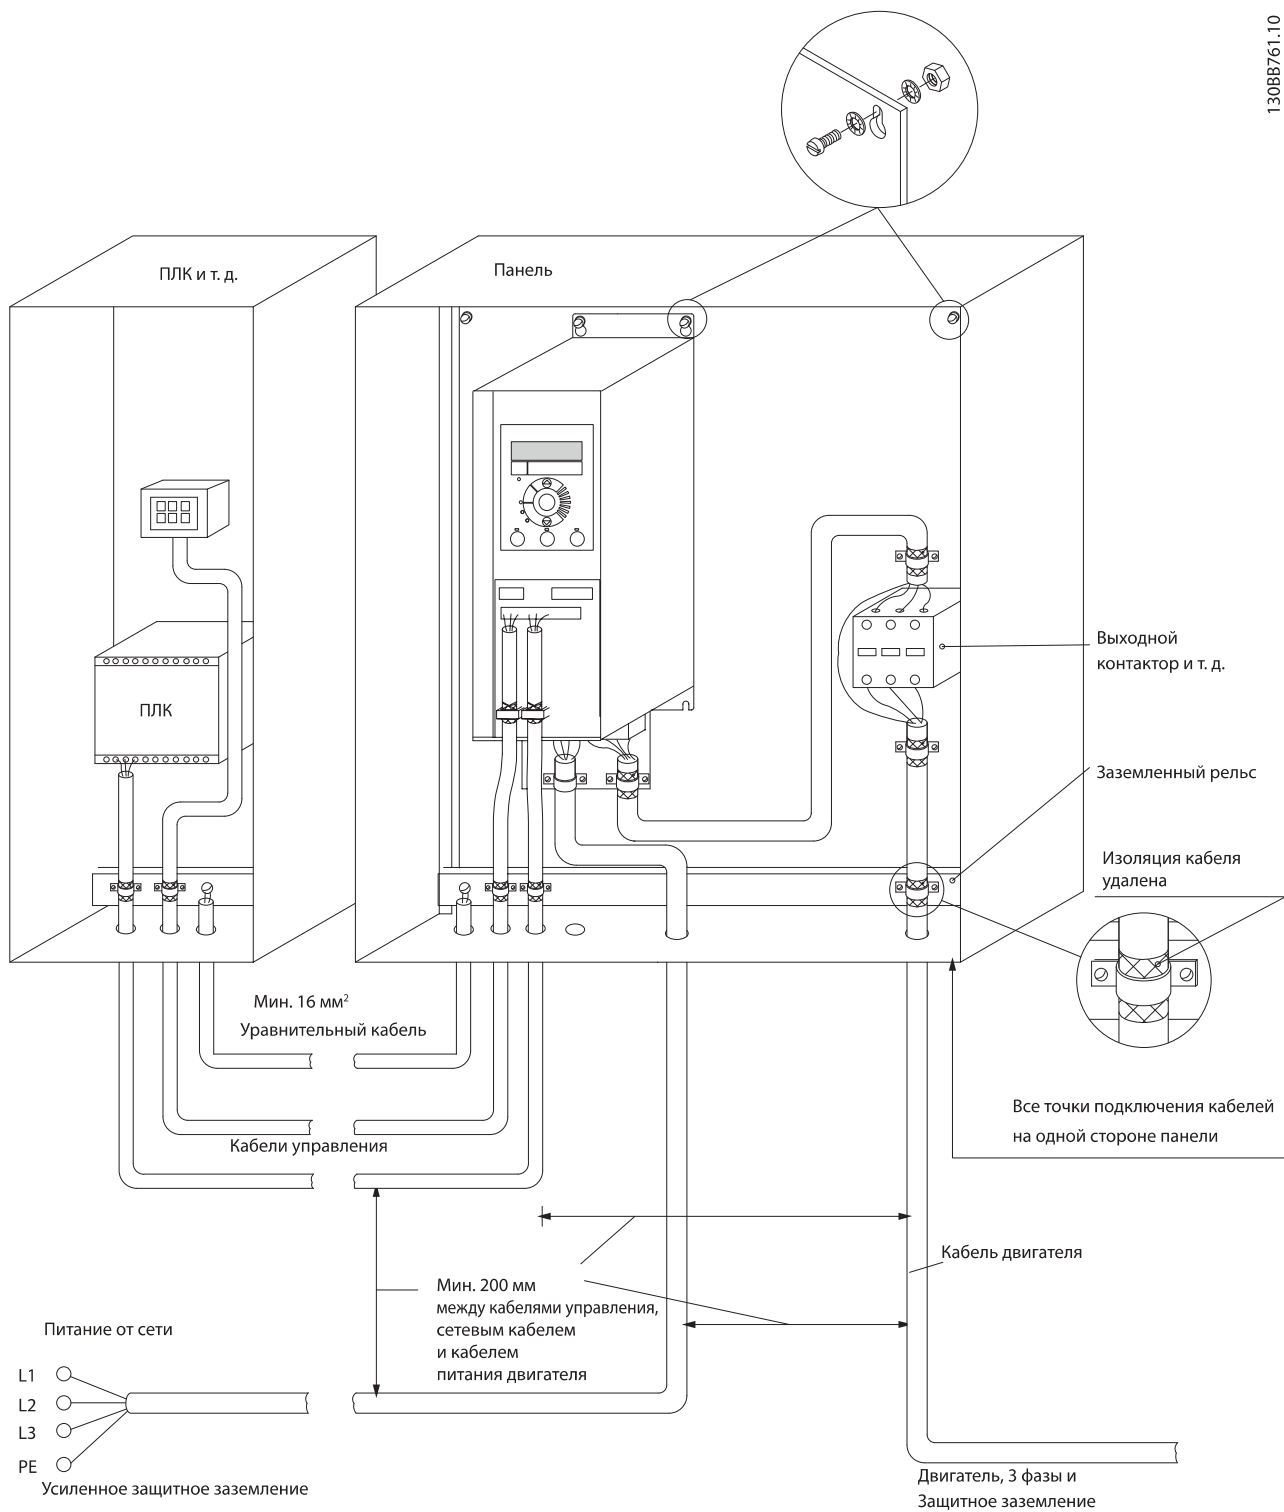 130BB761.10
ПЛК и т. д.
Панель
ПЛК
Выходной
контактор и т. д.
Заземленный рельс
Изоляция кабеля
удалена
Мин. 16 мм²
Уравнительный кабель
Все точки подключения кабелей
на одной стороне панели
Кабели управления
Кабель двигателя
Мин. 200 мм
между кабелями управления,
сетевым кабелем
и кабелем
питания двигателя
Питание от сети
L1
L2
L3
PE
Усиленное защитное заземление
Двигатель, 3 фазы и
Защитное заземление